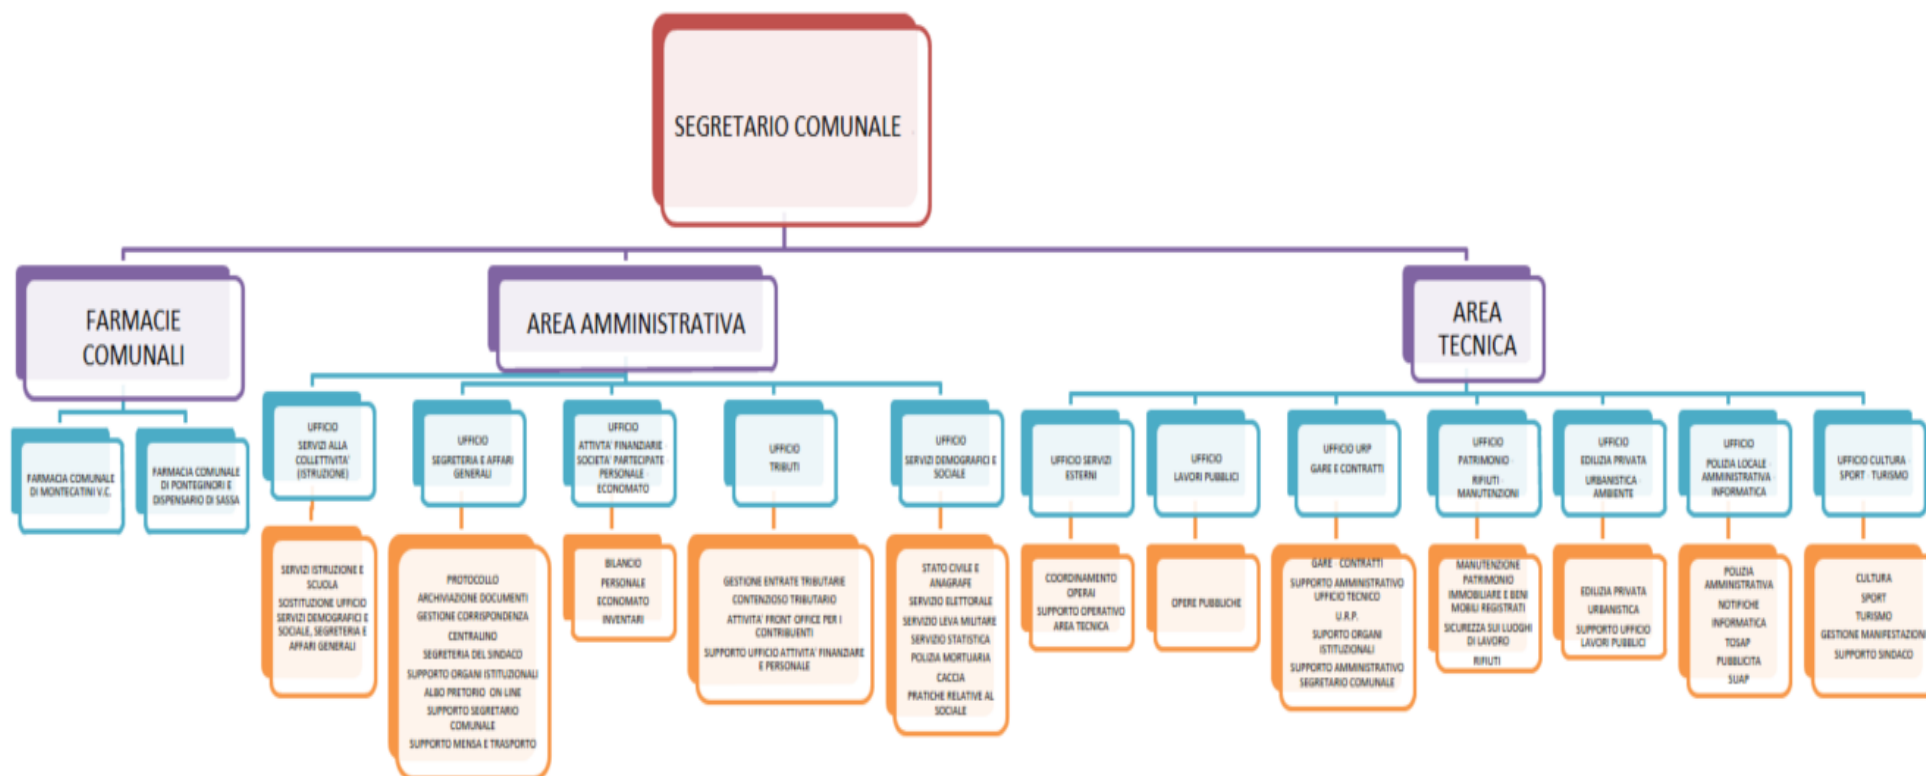 SEGRETARIO COMUNALE
FARMACIE
COMUNALI
AREA AMMINISTRATIVA
AREA
TECNICA
FARMACIA COMUNALE
DI MONTECATINI V.C.
FARMACIA COMUNALE
DI PONTEGINORI E
DISPENSARIO DI SASSA
UFFICIO
SERVIZI ALLA
COLLETTIVITA'
(ISTRUZIONE)
UFFICIO
SEGRETERIA E AFFARI
GENERALI
UFFICIO
ATTIVTA' FINANZIARIE -
SOCIETA' PARTECIPATE -
PERSONALE -
ECONOMATO
UFFICIO
TRIBUTI
UFFICIO
SERVIZI DEMOGRAFICI E
SOCIALE
UFFICIO SERVIZI
ESTERNI
UFFICIO
LAVORI PUBBLICI
UFFICIO URP
GARE E CONTRATTI
UFFICIO
PATRIMONIO -
RIFIUTI -
MANUTENZIONI
UFFICIO
EDILIZIA PRIVATA
URBANISTICA -
AMBIENTE
UFFICIO
POLIZIA LOCALE -
AMMINISTRATIVA -
INFORMATICA
UFFICIO CULTURA -
SPORT - TURISMO
SERVIZI ISTRUZIONE E
SCUOLA
SOSTITUZIONE UFFICIO
SERVIZI DEMOGRAFICI E
SOCIALE, SEGRETERIA E
AFFARI GENERALI
PROTOCOLLO
ARCHIVIAZIONE DOCUMENTI
GESTIONE CORRISPONDENZA
CENTRALINO
SEGRETERIA DEL SINDACO
SUPPORTO ORGANI ISTITUZIONALI
ALBO PRETORIO ON LINE
SUPPORTO SEGRETARIO
COMUNALE
SUPPORTO MENSA E TRASPORTO
BILANCIO
PERSONALE
ECONOMATO
INVENTARI
GESTIONE ENTRATE TRIBUTARIE
CONTENZIOSO TRIBUTARIO
ATTIVITA' FRONT OFFICE PER I
CONTRIBUENTI
SUPPORTO UFFICIO ATTIVITA' FINANZIARE
E PERSONALE
STATO CIVILE E
ANAGRAFE
SERVIZIO ELETTORALE
SERVIZIO LEVA MILITARE
SERVIZIO STATISTICA
POLIZIA MORTUARIA
CACCIA
PRATICHE RELATIVE AL
SOCIALE
COORDINAMENTO
OPERAI
SUPPORTO OPERATIVO
AREA TECNICA
OPERE PUBBLICHE
GARE - CONTRATTI
SUPPORTO AMMINISTRATIVO
UFFICIO TECNICO
U.R.P.
SUPORTO ORGANI
ISTITUZIONALI
SUPPORTO AMMINISTRATIVO
SEGRETARIO COMUNALE
MANUTENZIONE
PATRIMONIO
IMMOBILIARE E BENI
MOBILI REGISTRATI
SICUREZZA SUI LUOGHI
DI LAVORO
RIFIUTI
EDILIZIA PRIVATA
URBANISTICA
SUPPORTO UFFICIO
LAVORI PUBBLICI
POLIZIA
AMMINISTRATIVA
NOTIFICHE
INFORMATICA
TOSAP
PUBBLICITA
SUAP
CULTURA
SPORT
TURISMO
GESTIONE MANIFESTAZIONI
SUPPORTO SINDACO